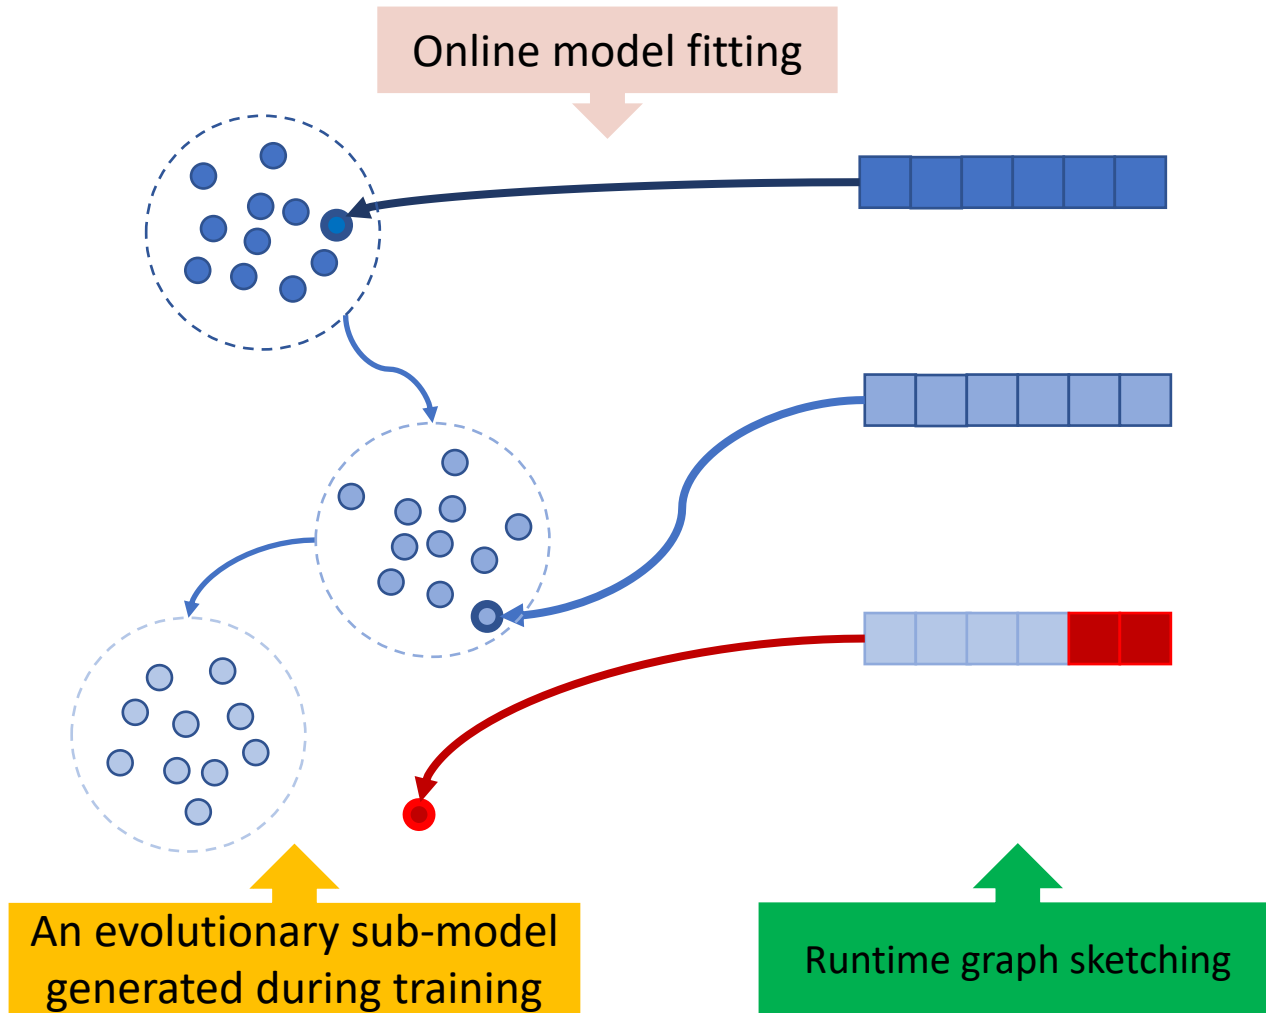 Online model fitting
An evolutionary sub-model
generated during training
Runtime graph sketching